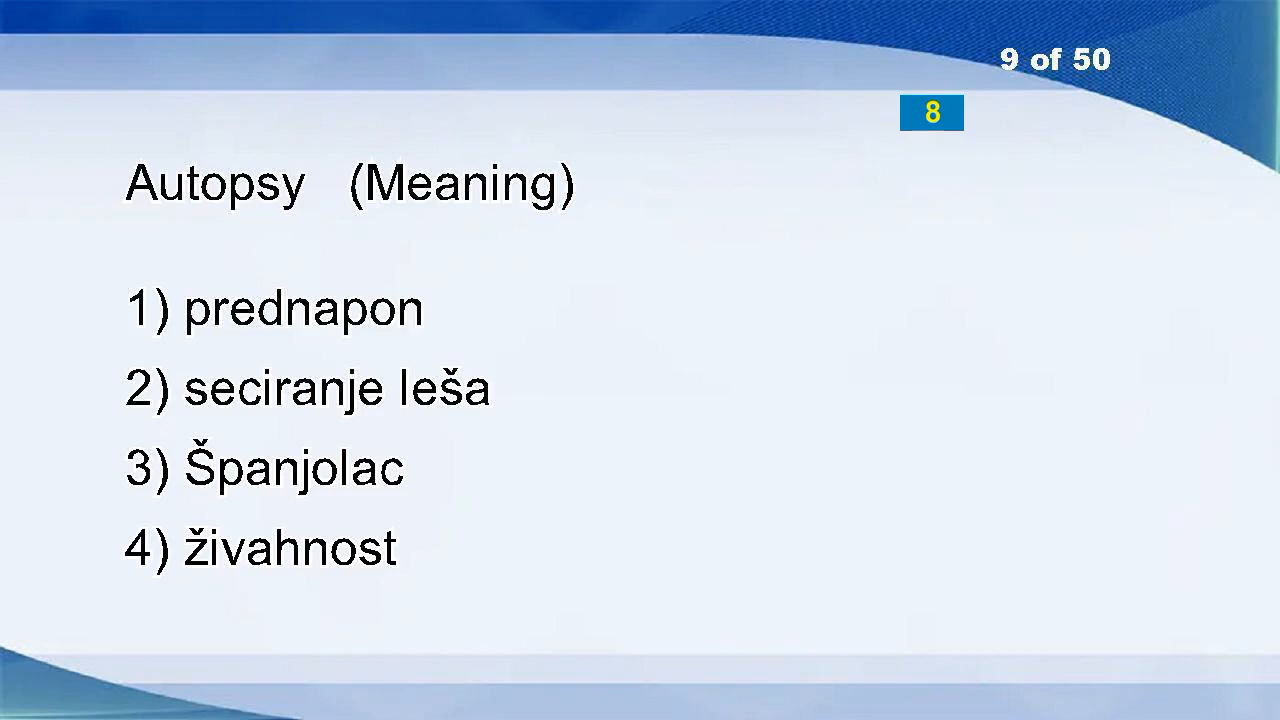 9 of 50
8
Autopsy (Meaning)
1) prednapon
2) seciranje leša
3) Španjolac
4) živahnost